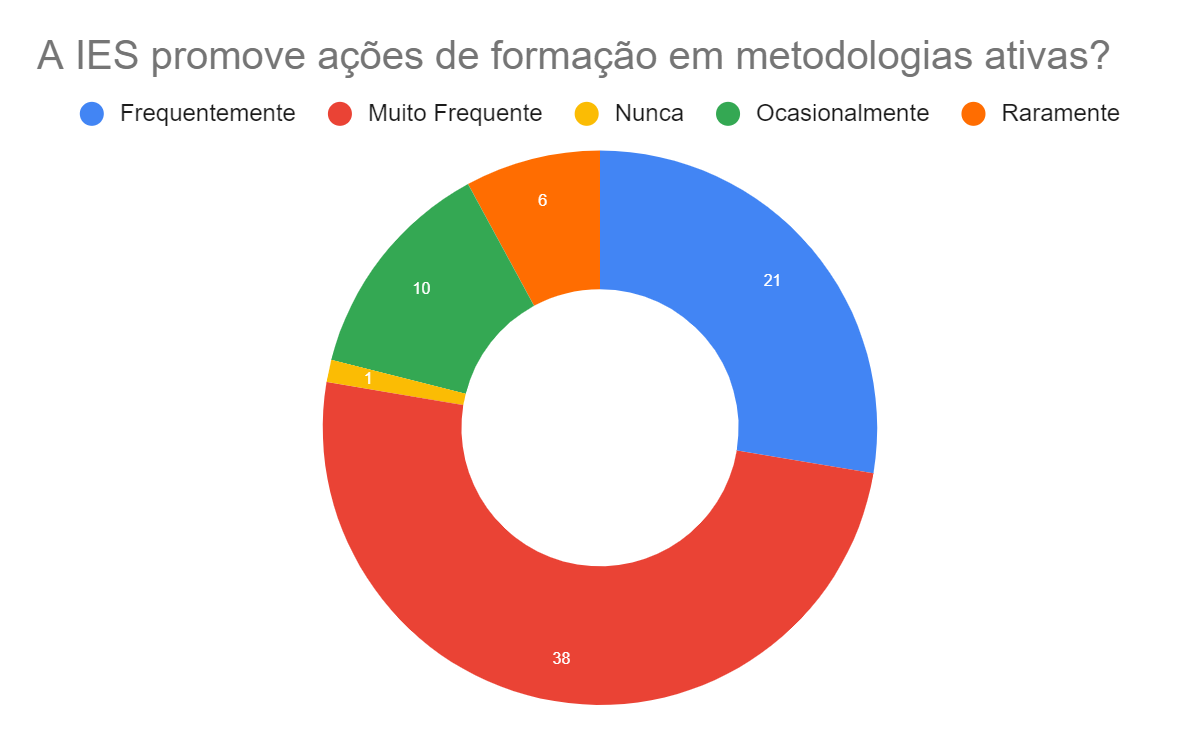 A IES promove ações de formação em metodologias ativas?
Frequentemente Muito Frequente Nunca Ocasionalmente Raramente
6
21
10
1
38